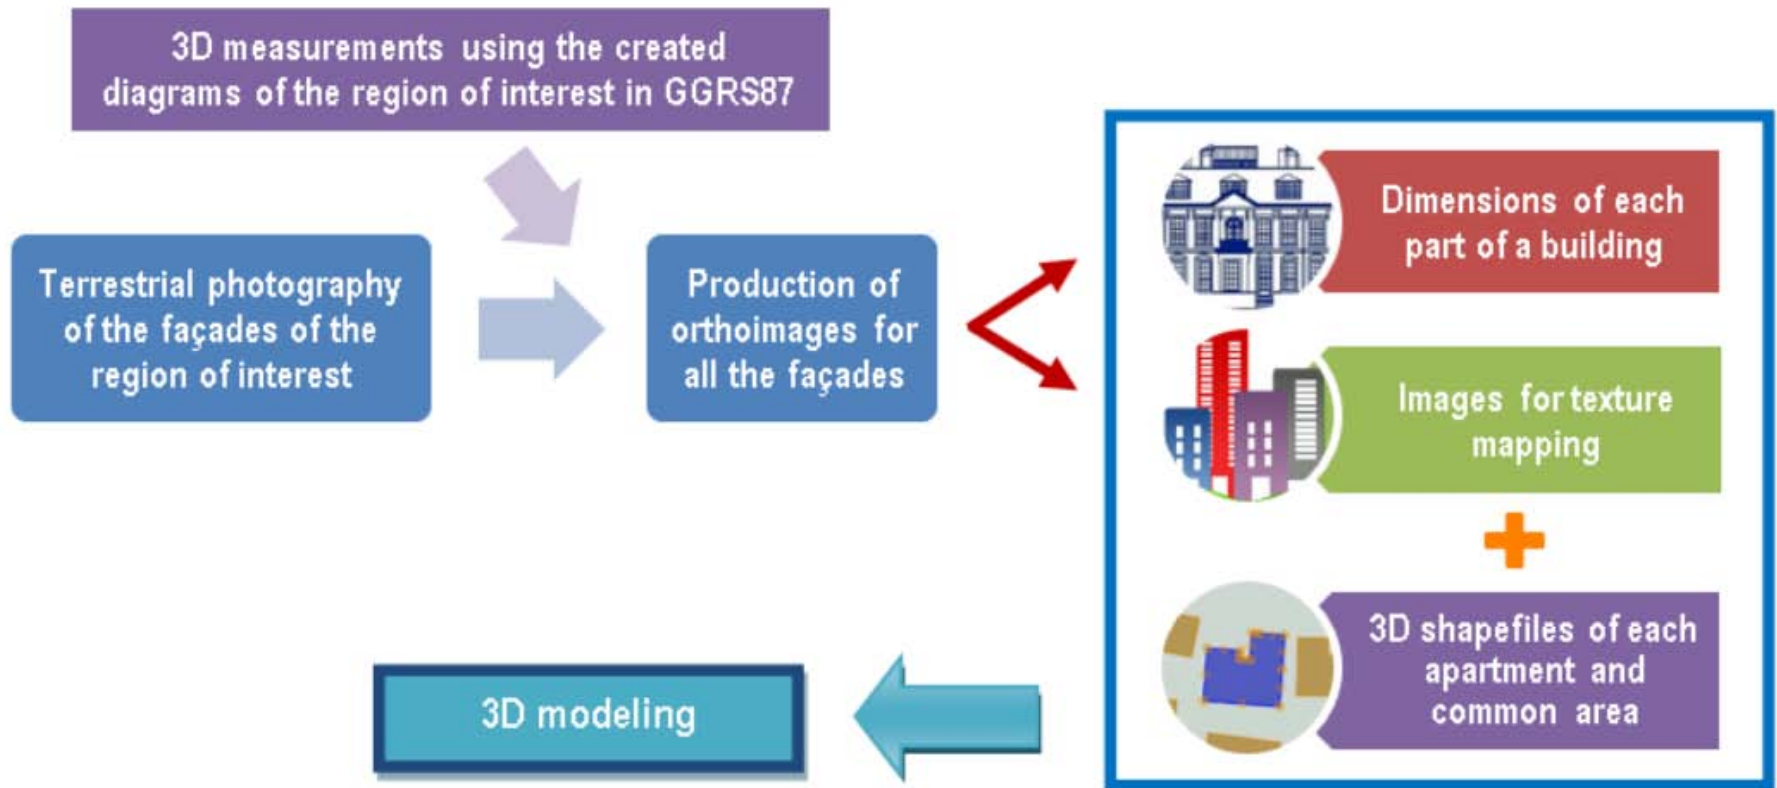 3D measurements using the created
diagrams of the region of interest in GGRS87
Terrestrial photography
of the façades of the
region of interest
Production of
orthoimages for
all the façades
Dimensions of each
part of a building
Images for texture
mapping
3D shapefiles of each
apartment and
common area
3D modeling